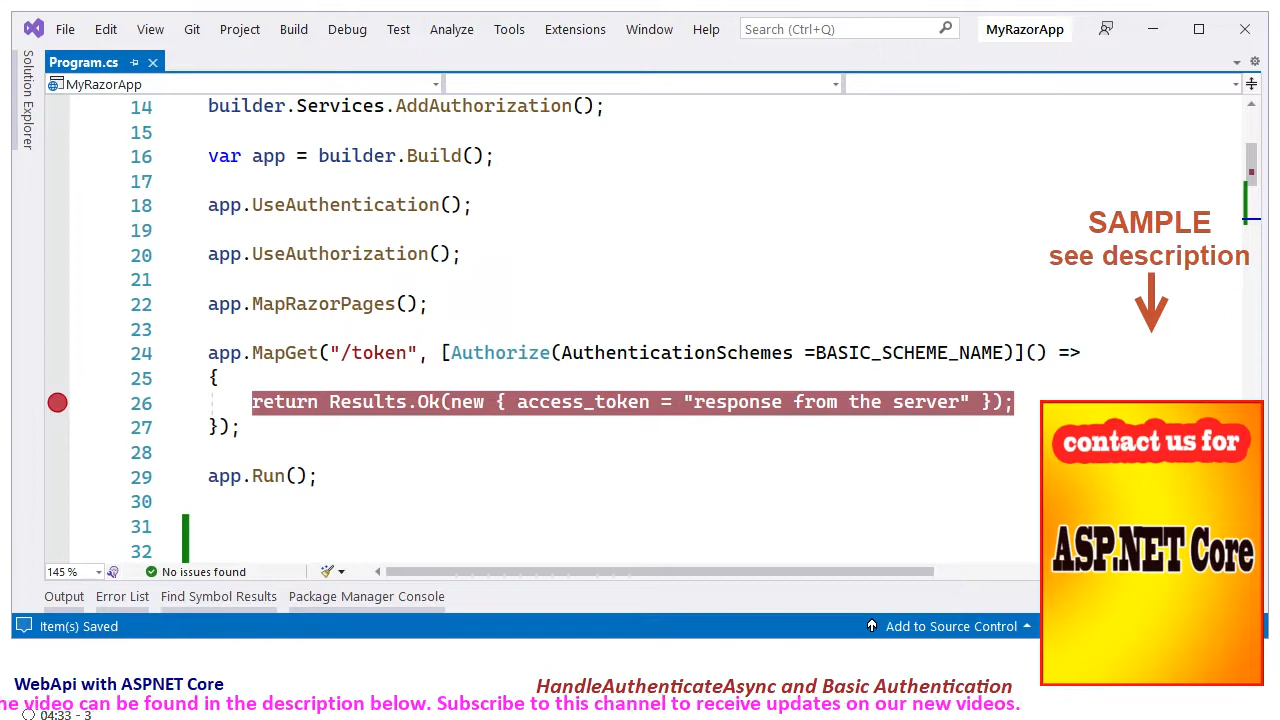 File Edit View Git Project Build Debug Test Analyze Tools Extensions Window Help Search (Ctrl+Q) MyRazorApp
Solution Explorer
Program.cs
MyRazorApp
14 builder.Services.AddAuthorization();
15
16 var app = builder.Build();
17
18 app.UseAuthentication();
19
20 app.UseAuthorization();
21
22 app.MapRazorPages();
23
24 app.MapGet("/token", [Authorize(AuthenticationSchemes =BASIC_SCHEME_NAME)]() =>
25 {
26 return Results.Ok(new { access_token = "response from the server" });
27 });
28
29 app.Run();
30
31
32
SAMPLE
see description
contact us for
ASP.NET Core
145 % No issues found
Output Error List Find Symbol Results Package Manager Console
Item(s) Saved Add to Source Control
WebApi with ASPNET Core HandleAuthenticateAsync and Basic Authentication
he video can be found in the description below. Subscribe to this channel to receive updates on our new videos.
04:33 - 3